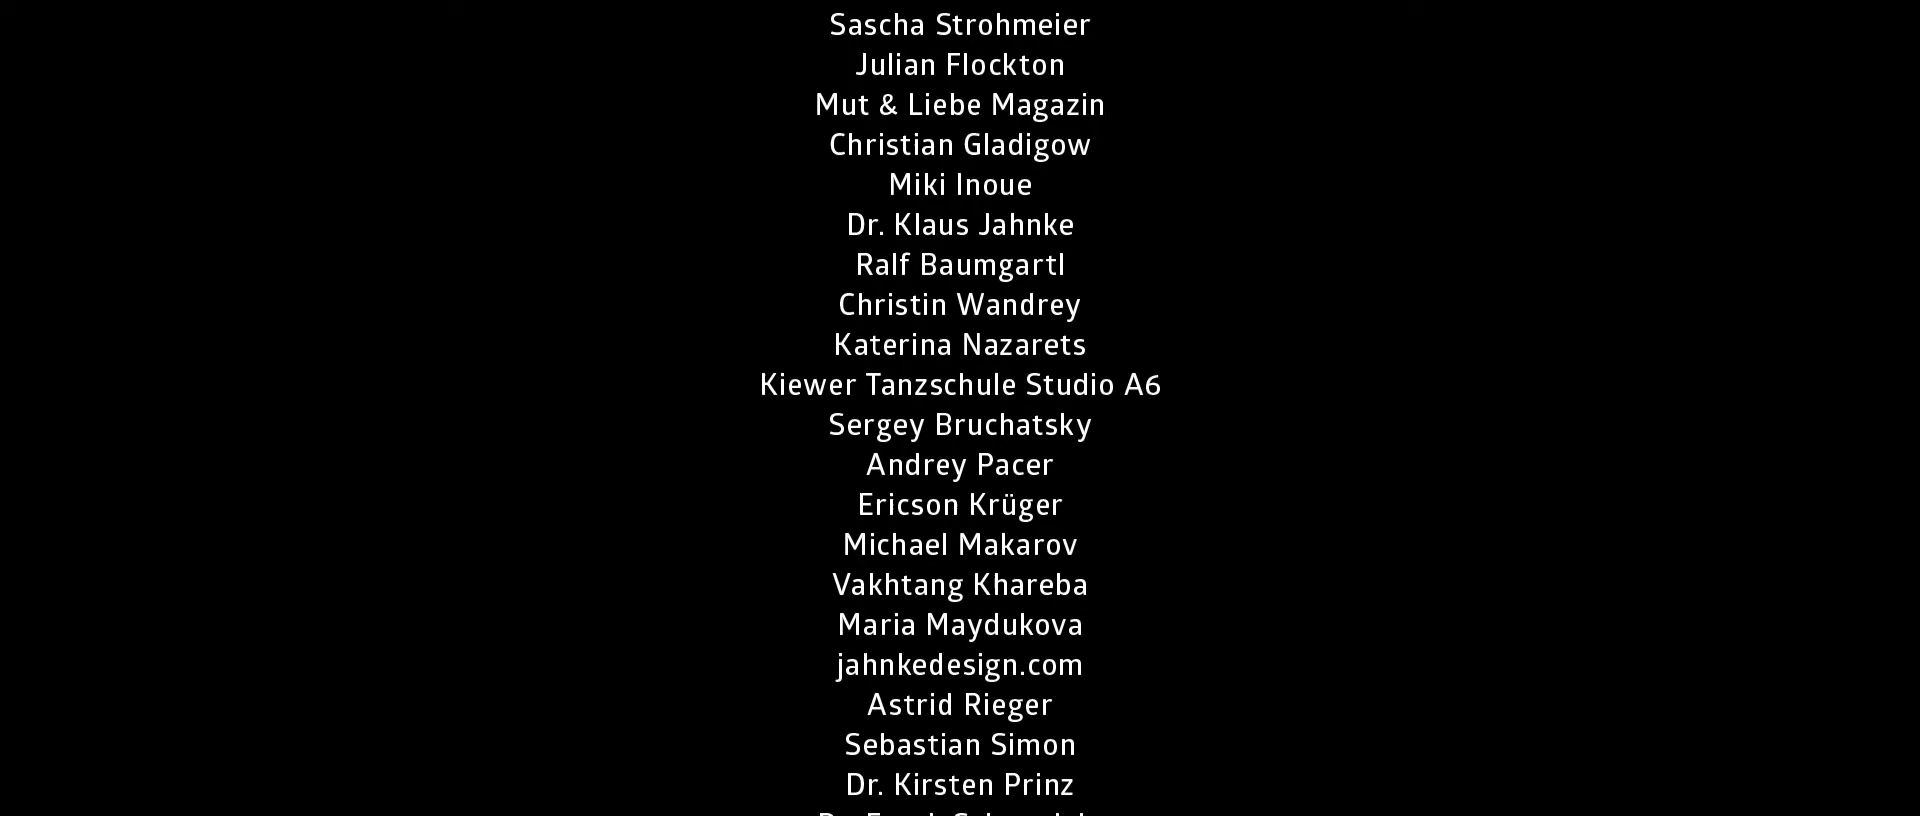 Sascha Strohmeier
Julian Flockton
Mut & Liebe Magazin
Christian Gladigow
Miki Inoue
Dr. Klaus Jahnke
Ralf Baumgartl
Christin Wandrey
Katerina Nazarets
Kiewer Tanzschule Studio A6
Sergey Bruchatsky
Andrey Pacer
Ericson Krüger
Michael Makarov
Vakhtang Khareba
Maria Maydukova
jahnkedesign.com
Astrid Rieger
Sebastian Simon
Dr. Kirsten Prinz